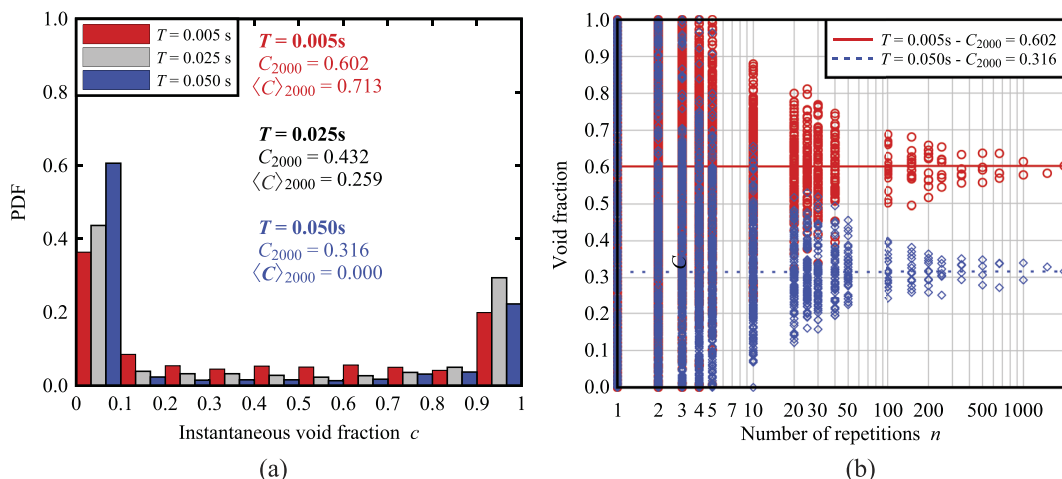 1.0
0.8
0.6
0.4
0.2
0.0
PDF
T = 0.005 s
T = 0.025 s
T = 0.050 s
T = 0.005s
C2000 = 0.602
⟨C⟩2000 = 0.713
T = 0.025s
C2000 = 0.432
⟨C⟩2000 = 0.259
T = 0.050s
C2000 = 0.316
⟨C⟩2000 = 0.000
0 0.1 0.2 0.3 0.4 0.5 0.6 0.7 0.8 0.9 1
Instantaneous void fraction c
(a)
1.0
0.9
0.8
0.7
0.6
0.5
0.4
0.3
0.2
0.1
0.0
Void fraction
C
T = 0.005s - C2000 = 0.602
T = 0.050s - C2000 = 0.316
1 2 3 4 5 7 10 20 30 50 100 200 500 1000
Number of repetitions n
(b)